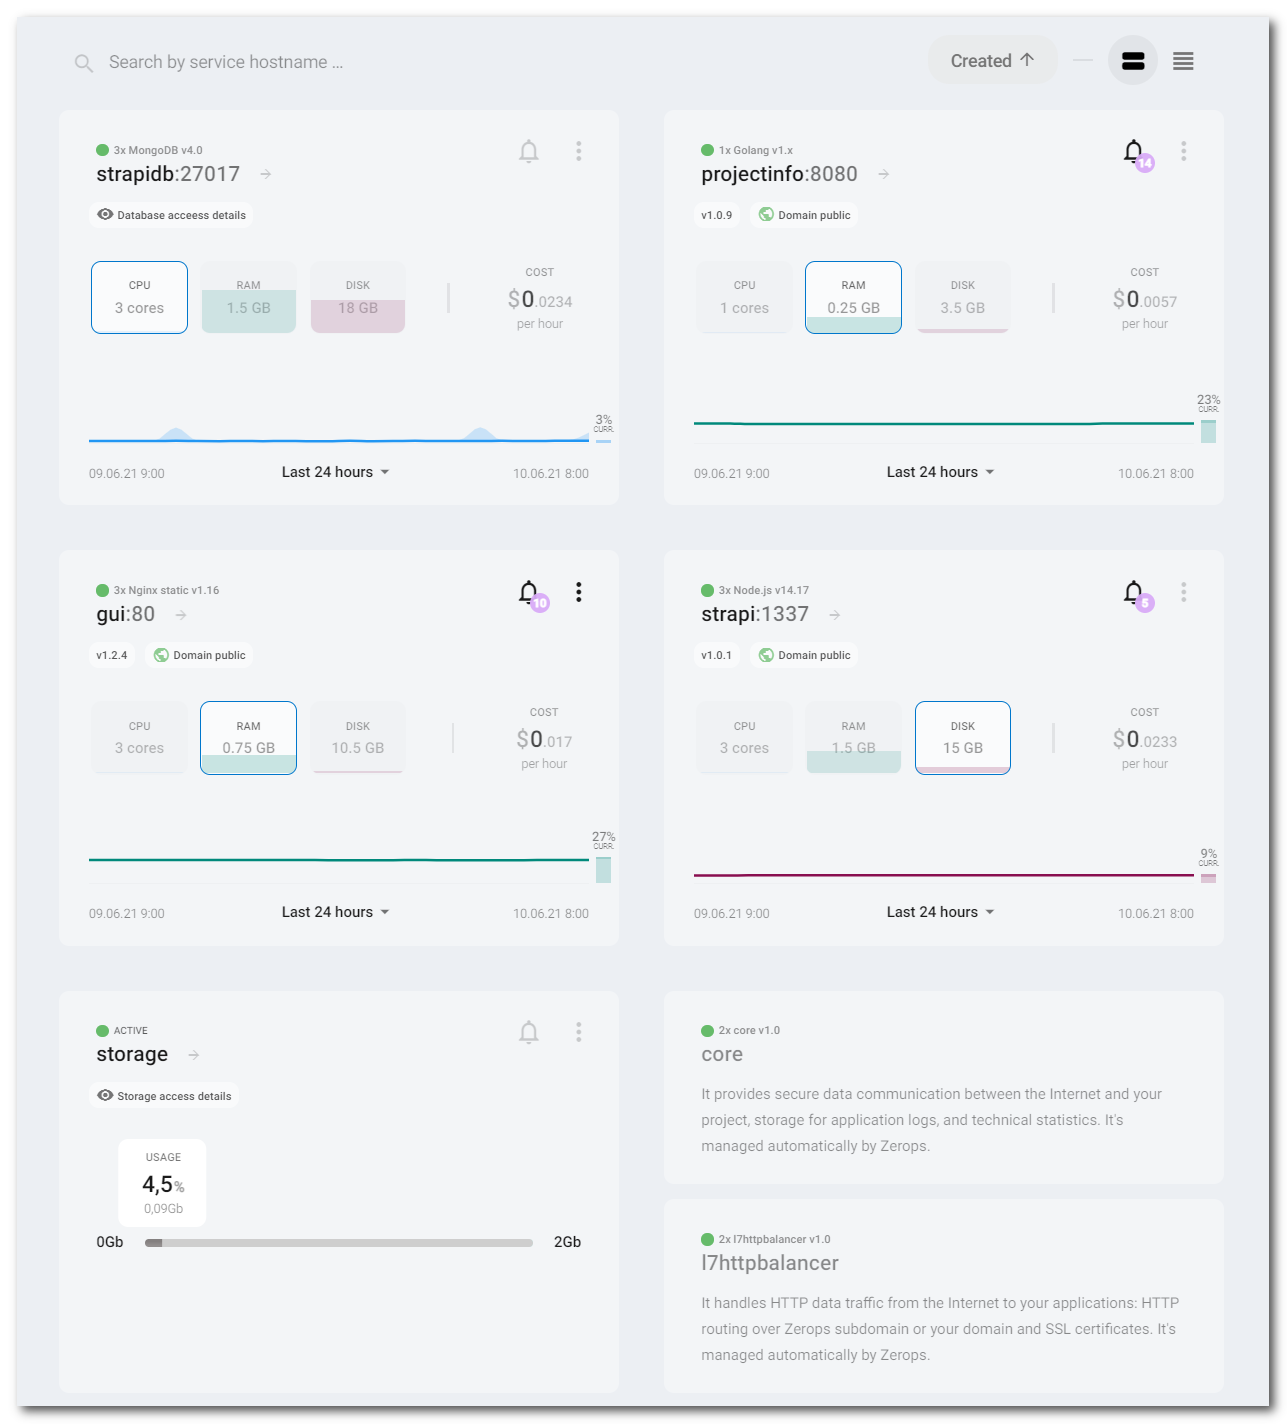 Search by service hostname ...
Created
3x MongoDB v4.0
strapidb:27017
Database acceess details
CPU
3 cores
RAM
1.5 GB
DISK
18 GB
COST
$0.0234
per hour
3%
CURR.
09.06.21 9:00
Last 24 hours
10.06.21 8:00
1x Golang v1.x
14
projectinfo:8080
v1.0.9
Domain public
CPU
1 cores
RAM
0.25 GB
DISK
3.5 GB
COST
$0.0057
per hour
23%
CURR.
09.06.21 9:00
Last 24 hours
10.06.21 8:00
3x Nginx static v1.16
10
gui:80
v1.2.4
Domain public
CPU
3 cores
RAM
0.75 GB
DISK
10.5 GB
COST
$0.017
per hour
27%
CURR.
09.06.21 9:00
Last 24 hours
10.06.21 8:00
3x Node.js v14.17
5
strapi:1337
v1.0.1
Domain public
CPU
3 cores
RAM
1.5 GB
DISK
15 GB
COST
$0.0233
per hour
9%
CURR.
09.06.21 9:00
Last 24 hours
10.06.21 8:00
ACTIVE
storage
Storage access details
USAGE
4,5%
0,09Gb
0Gb
2Gb
2x core v1.0
core
It provides secure data communication between the Internet and your
project, storage for application logs, and technical statistics. It's
managed automatically by Zerops.
2x l7httpbalancer v1.0
l7httpbalancer
It handles HTTP data traffic from the Internet to your applications: HTTP
routing over Zerops subdomain or your domain and SSL certificates. It's
managed automatically by Zerops.